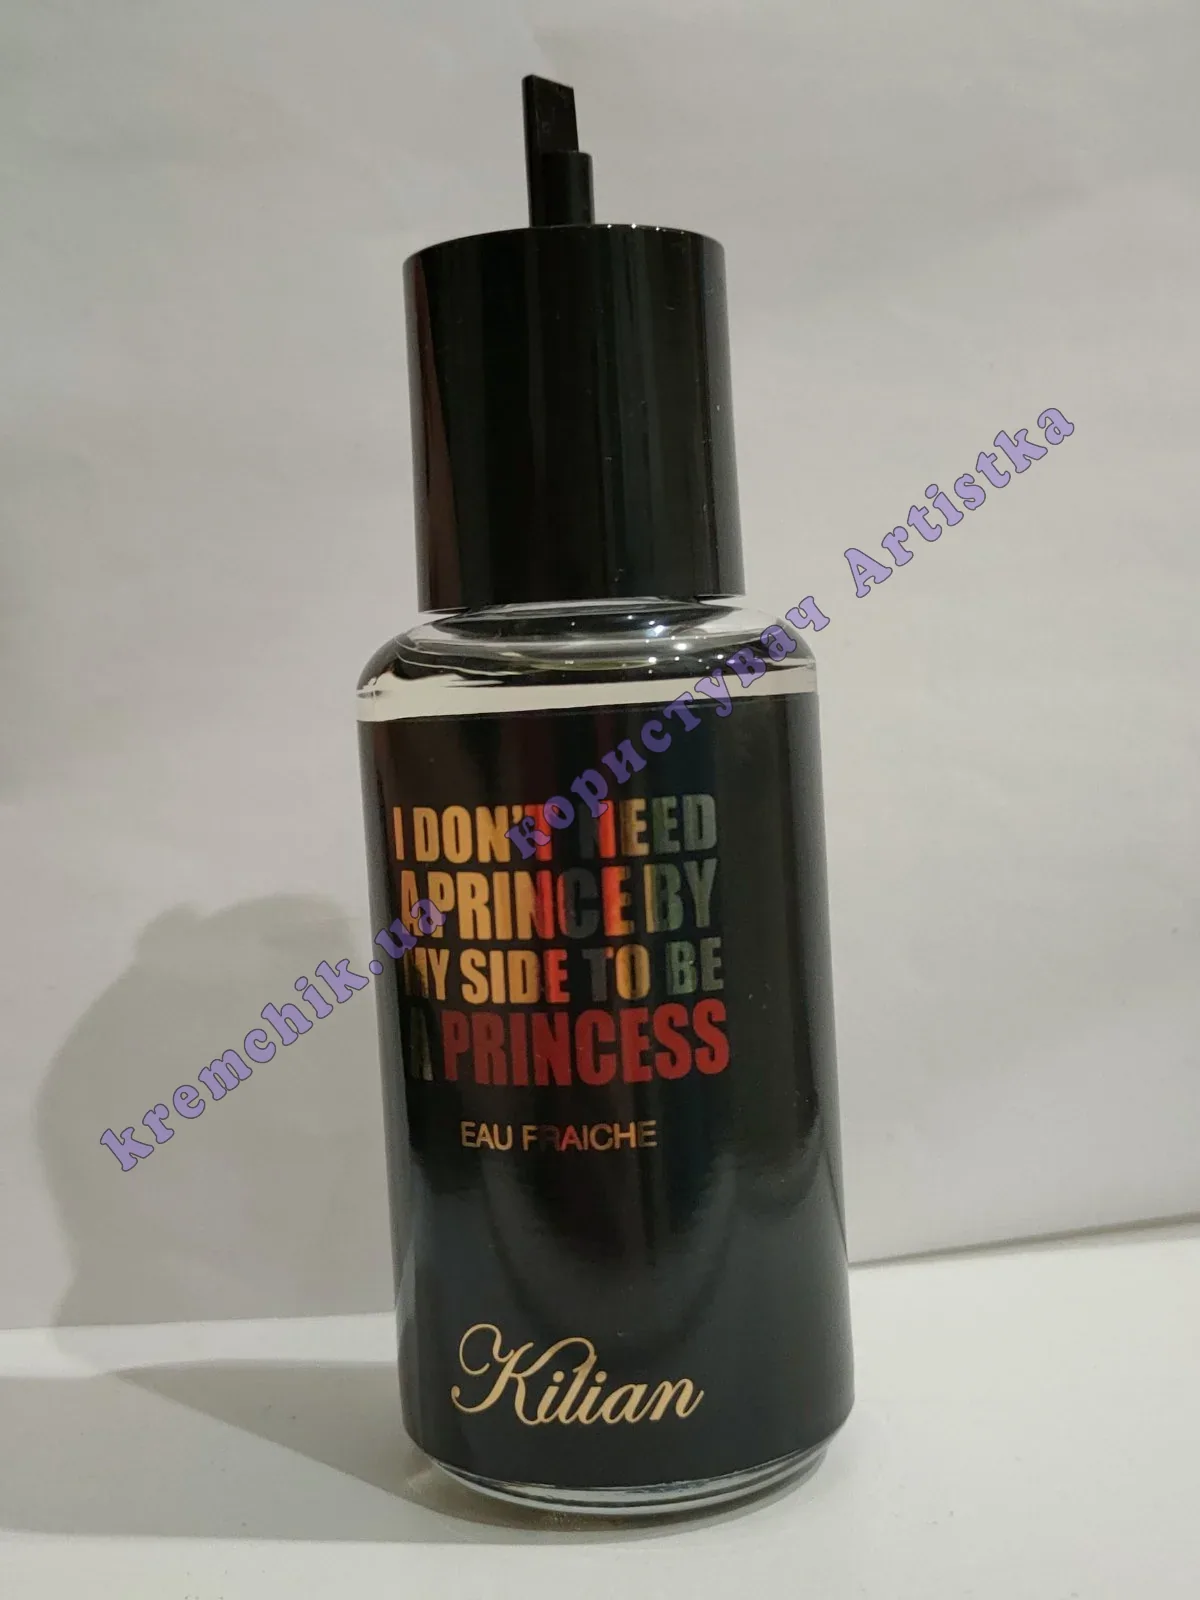 I DON'T NEED
A PRINCE BY
MY SIDE TO BE
A PRINCESS
EAU FRAICHE
Kilian
kremchik.ua користувач Artistka